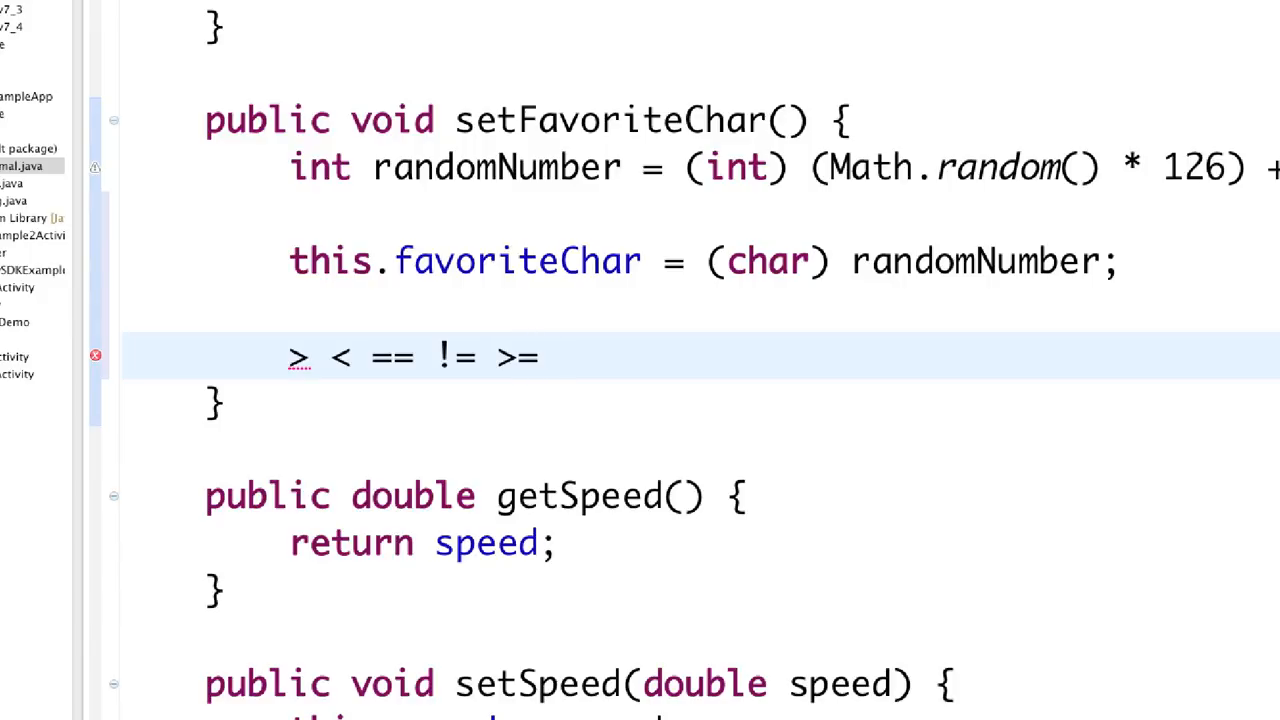 v7_3
v7_4
e
ampleApp
e
lt package)
mal.java
.java
g.java
m Library [Ja
ample2Activi
er
SDKExampl
Activity
Demo
ctivity
Activity
}
public void setFavoriteChar() {
int randomNumber = (int) (Math.random() * 126) +
this.favoriteChar = (char) randomNumber;
> < == != >=
}
public double getSpeed() {
return speed;
}
public void setSpeed(double speed) {